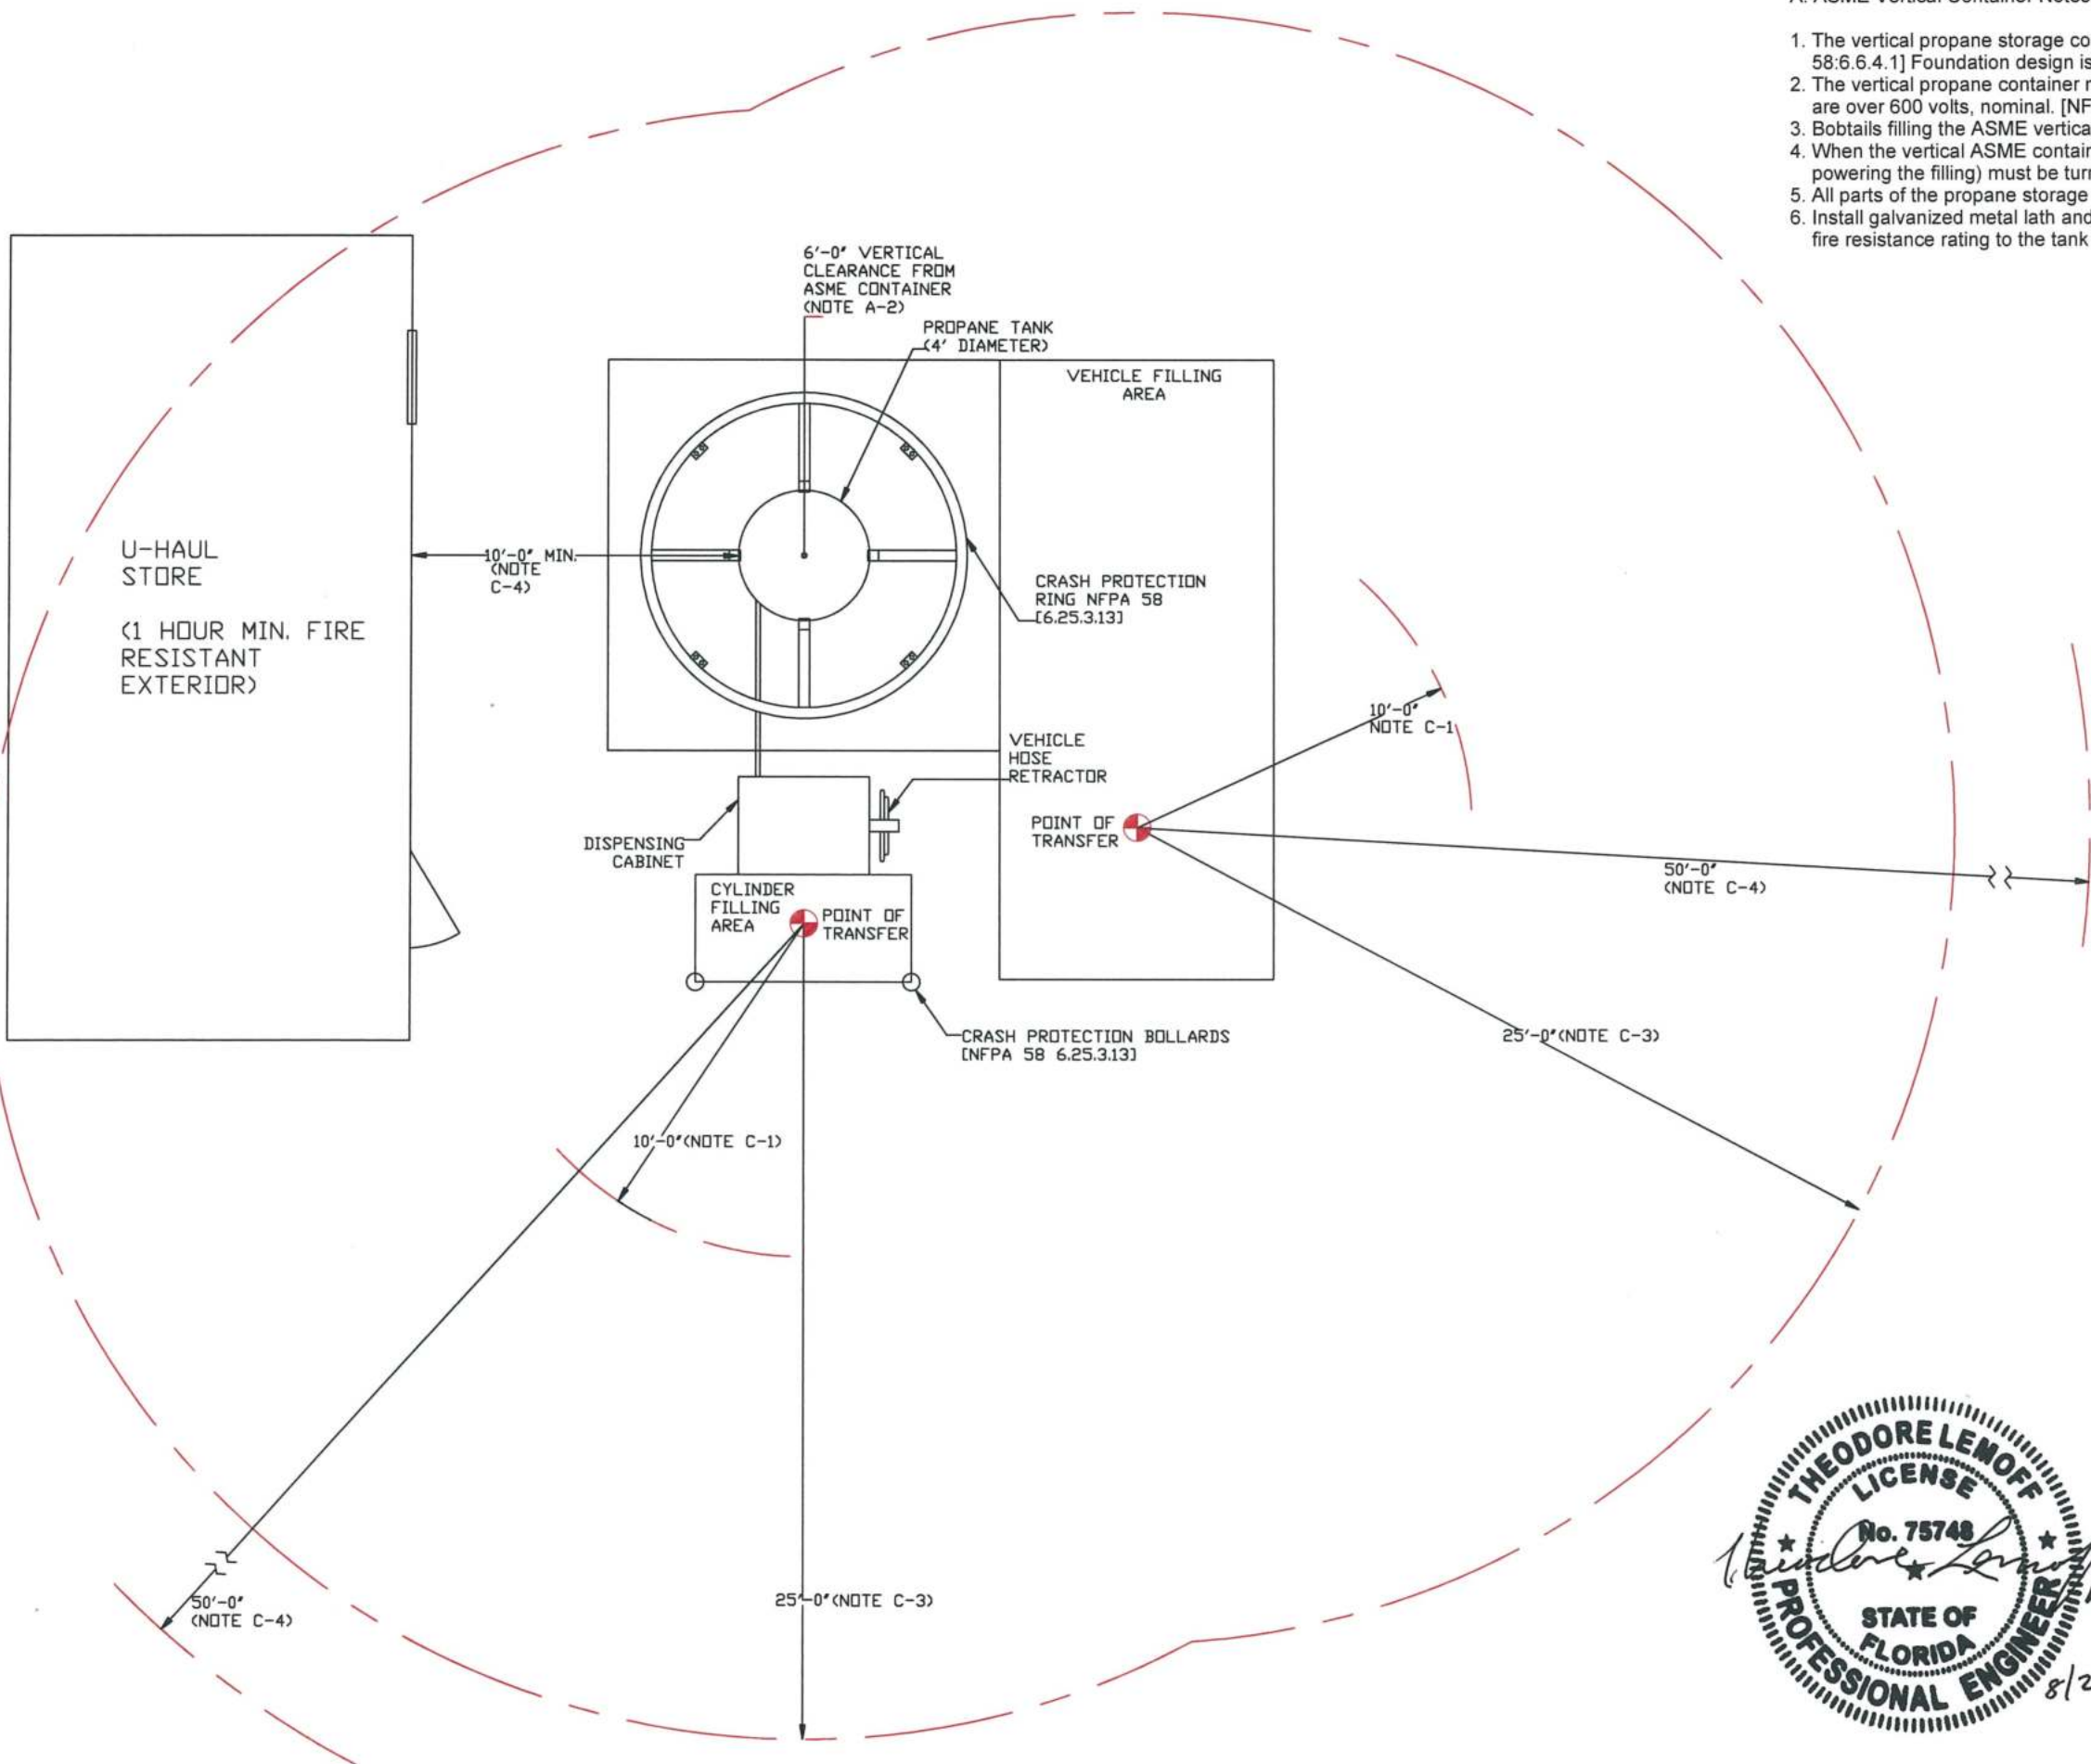 A. ASME Vertical Container Notes
1. The vertical propane storage
58:6.6.4.1] Foundation design is
2. The vertical propane container
are over 600 volts, nominal.
3. Bobtails filling the ASME
4. When the vertical ASME
powering the filling) must be
5. All parts of the propane storage
6. Install galvanized metal lath and
fire resistance rating to the tank
6'-0" VERTICAL
CLEARANCE FROM
ASME CONTAINER
(NOTE A-2)
PROPANE TANK
(4' DIAMETER)
VEHICLE FILLING
AREA
U-HAUL
STORE
(1 HOUR MIN. FIRE
RESISTANT
EXTERIOR)
10'-0" MIN.
(NOTE
C-4)
CRASH PROTECTION
RING NFPA 58
[6.25.3.13]
10'-0"
NOTE C-1
VEHICLE
HOSE
RETRACTOR
POINT OF
TRANSFER
DISPENSING
CABINET
50'-0"
(NOTE C-4)
CYLINDER
FILLING
AREA
POINT OF
TRANSFER
CRASH PROTECTION BOLLARDS
[NFPA 58 6.25.3.13]
25'-0"(NOTE C-3)
10'-0"(NOTE C-1)
50'-0"
(NOTE C-4)
25'-0"(NOTE C-3)
THEODORE LEMOFF
LICENSE
No. 75748
Theodore Lemoff
STATE OF
FLORIDA
PROFESSIONAL ENGINEER